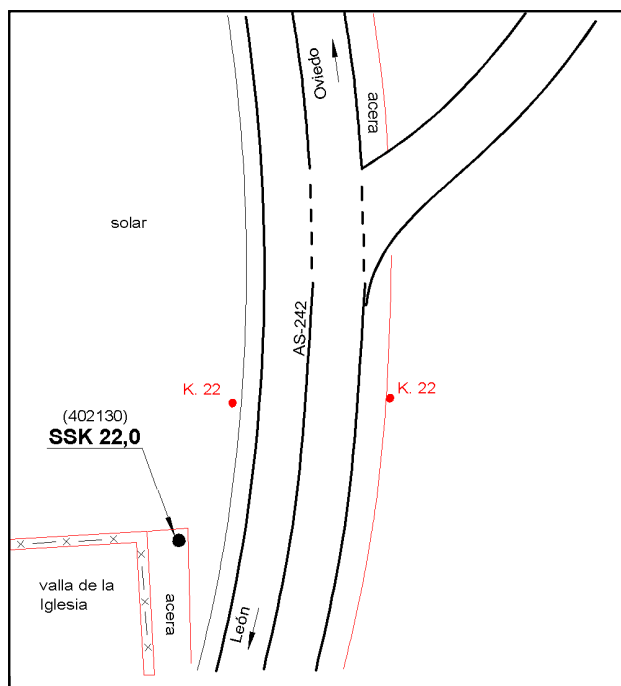 Oviedo
acera
solar
AS-242
K. 22
K. 22
(402130)
SSK 22,0
valla de la
Iglesia
acera
León